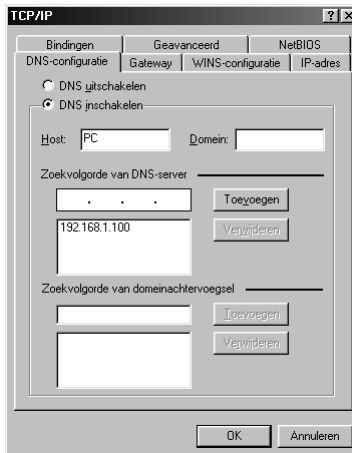 TCP/IP
Bindingen Geavanceerd NetBIOS
DNS-configuratie Gateway WINS-configuratie IP-adres
DNS uitschakelen
DNS inschakelen
Host: PC Domein:
Zoekvolgorde van DNS-server
. . . Toevoegen
192.168.1.100 Verwijderen
Zoekvolgorde van domeinachtervoegsel
Toevoegen
Verwijderen
OK Annuleren